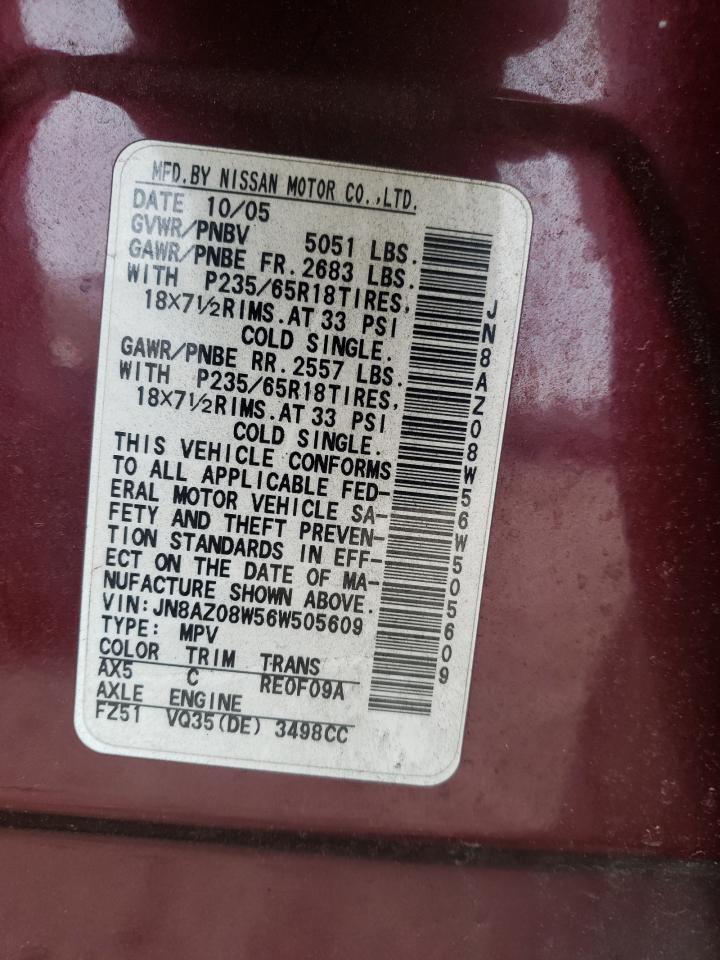 MFD.BY NISSAN MOTOR CO.,LTD.
DATE 10/05
GVWR/PNBV 5051 LBS.
GAWR/PNBE FR.2683 LBS.
WITH P235/65R18TIRES,
18X7½RIMS.AT 33 PSI
COLD SINGLE.
GAWR/PNBE RR.2557 LBS.
WITH P235/65R18TIRES,
18X7½RIMS.AT 33 PSI
COLD SINGLE.
THIS VEHICLE CONFORMS
TO ALL APPLICABLE FED-
ERAL MOTOR VEHICLE SA-
FETY AND THEFT PREVEN-
TION STANDARDS IN EFF-
ECT ON THE DATE OF MA-
NUFACTURE SHOWN ABOVE.
VIN:JN8AZ08W56W505609
TYPE: MPV
COLOR TRIM TRANS
AX5 C RE0F09A
AXLE ENGINE
FZ51 VQ35(DE) 3498CC
JN8AZ08W56W505609